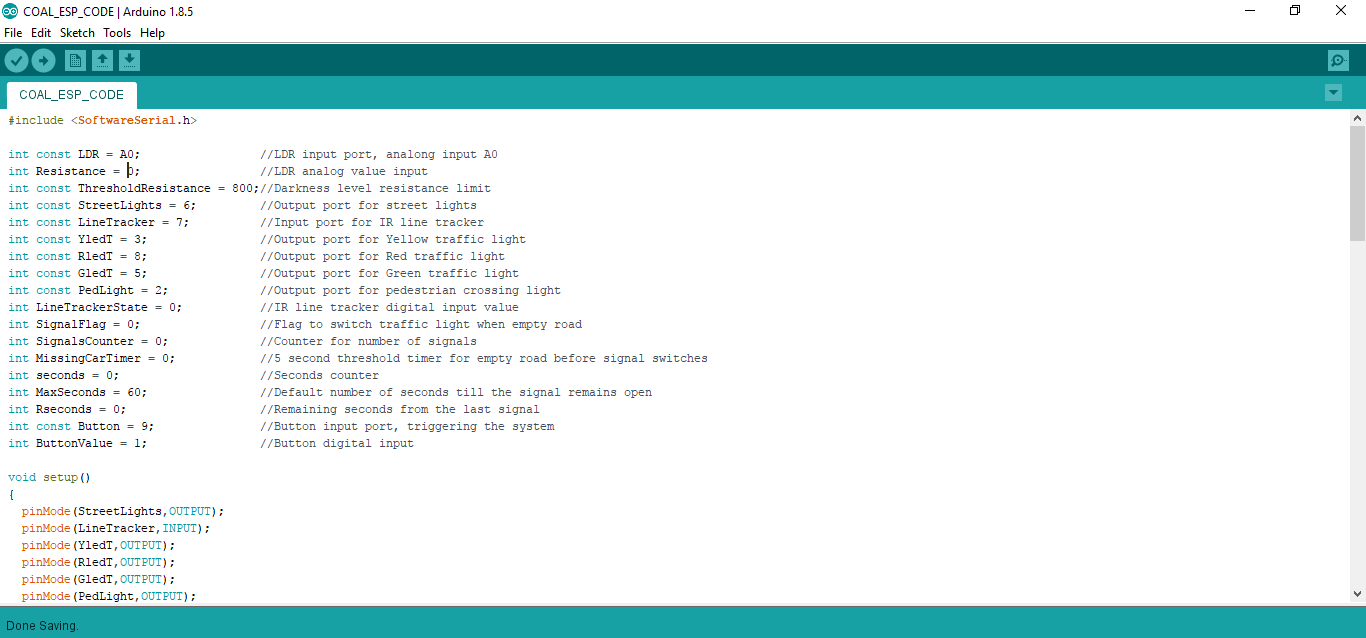 COAL_ESP_CODE | Arduino 1.8.5
File Edit Sketch Tools Help
COAL_ESP_CODE
#include <SoftwareSerial.h>
int const LDR = A0; //LDR input port, analong input A0
int Resistance = 0; //LDR analog value input
int const ThresholdResistance = 800;//Darkness level resistance limit
int const StreetLights = 6; //Output port for street lights
int const LineTracker = 7; //Input port for IR line tracker
int const YledT = 3; //Output port for Yellow traffic light
int const RledT = 8; //Output port for Red traffic light
int const GledT = 5; //Output port for Green traffic light
int const PedLight = 2; //Output port for pedestrian crossing light
int LineTrackerState = 0; //IR line tracker digital input value
int SignalFlag = 0; //Flag to switch traffic light when empty road
int SignalsCounter = 0; //Counter for number of signals
int MissingCarTimer = 0; //5 second threshold timer for empty road before signal switches
int seconds = 0; //Seconds counter
int MaxSeconds = 60; //Default number of seconds till the signal remains open
int Rseconds = 0; //Remaining seconds from the last signal
int const Button = 9; //Button input port, triggering the system
int ButtonValue = 1; //Button digital input
void setup()
{
pinMode(StreetLights,OUTPUT);
pinMode(LineTracker,INPUT);
pinMode(YledT,OUTPUT);
pinMode(RledT,OUTPUT);
pinMode(GledT,OUTPUT);
pinMode(PedLight,OUTPUT);
Done Saving.